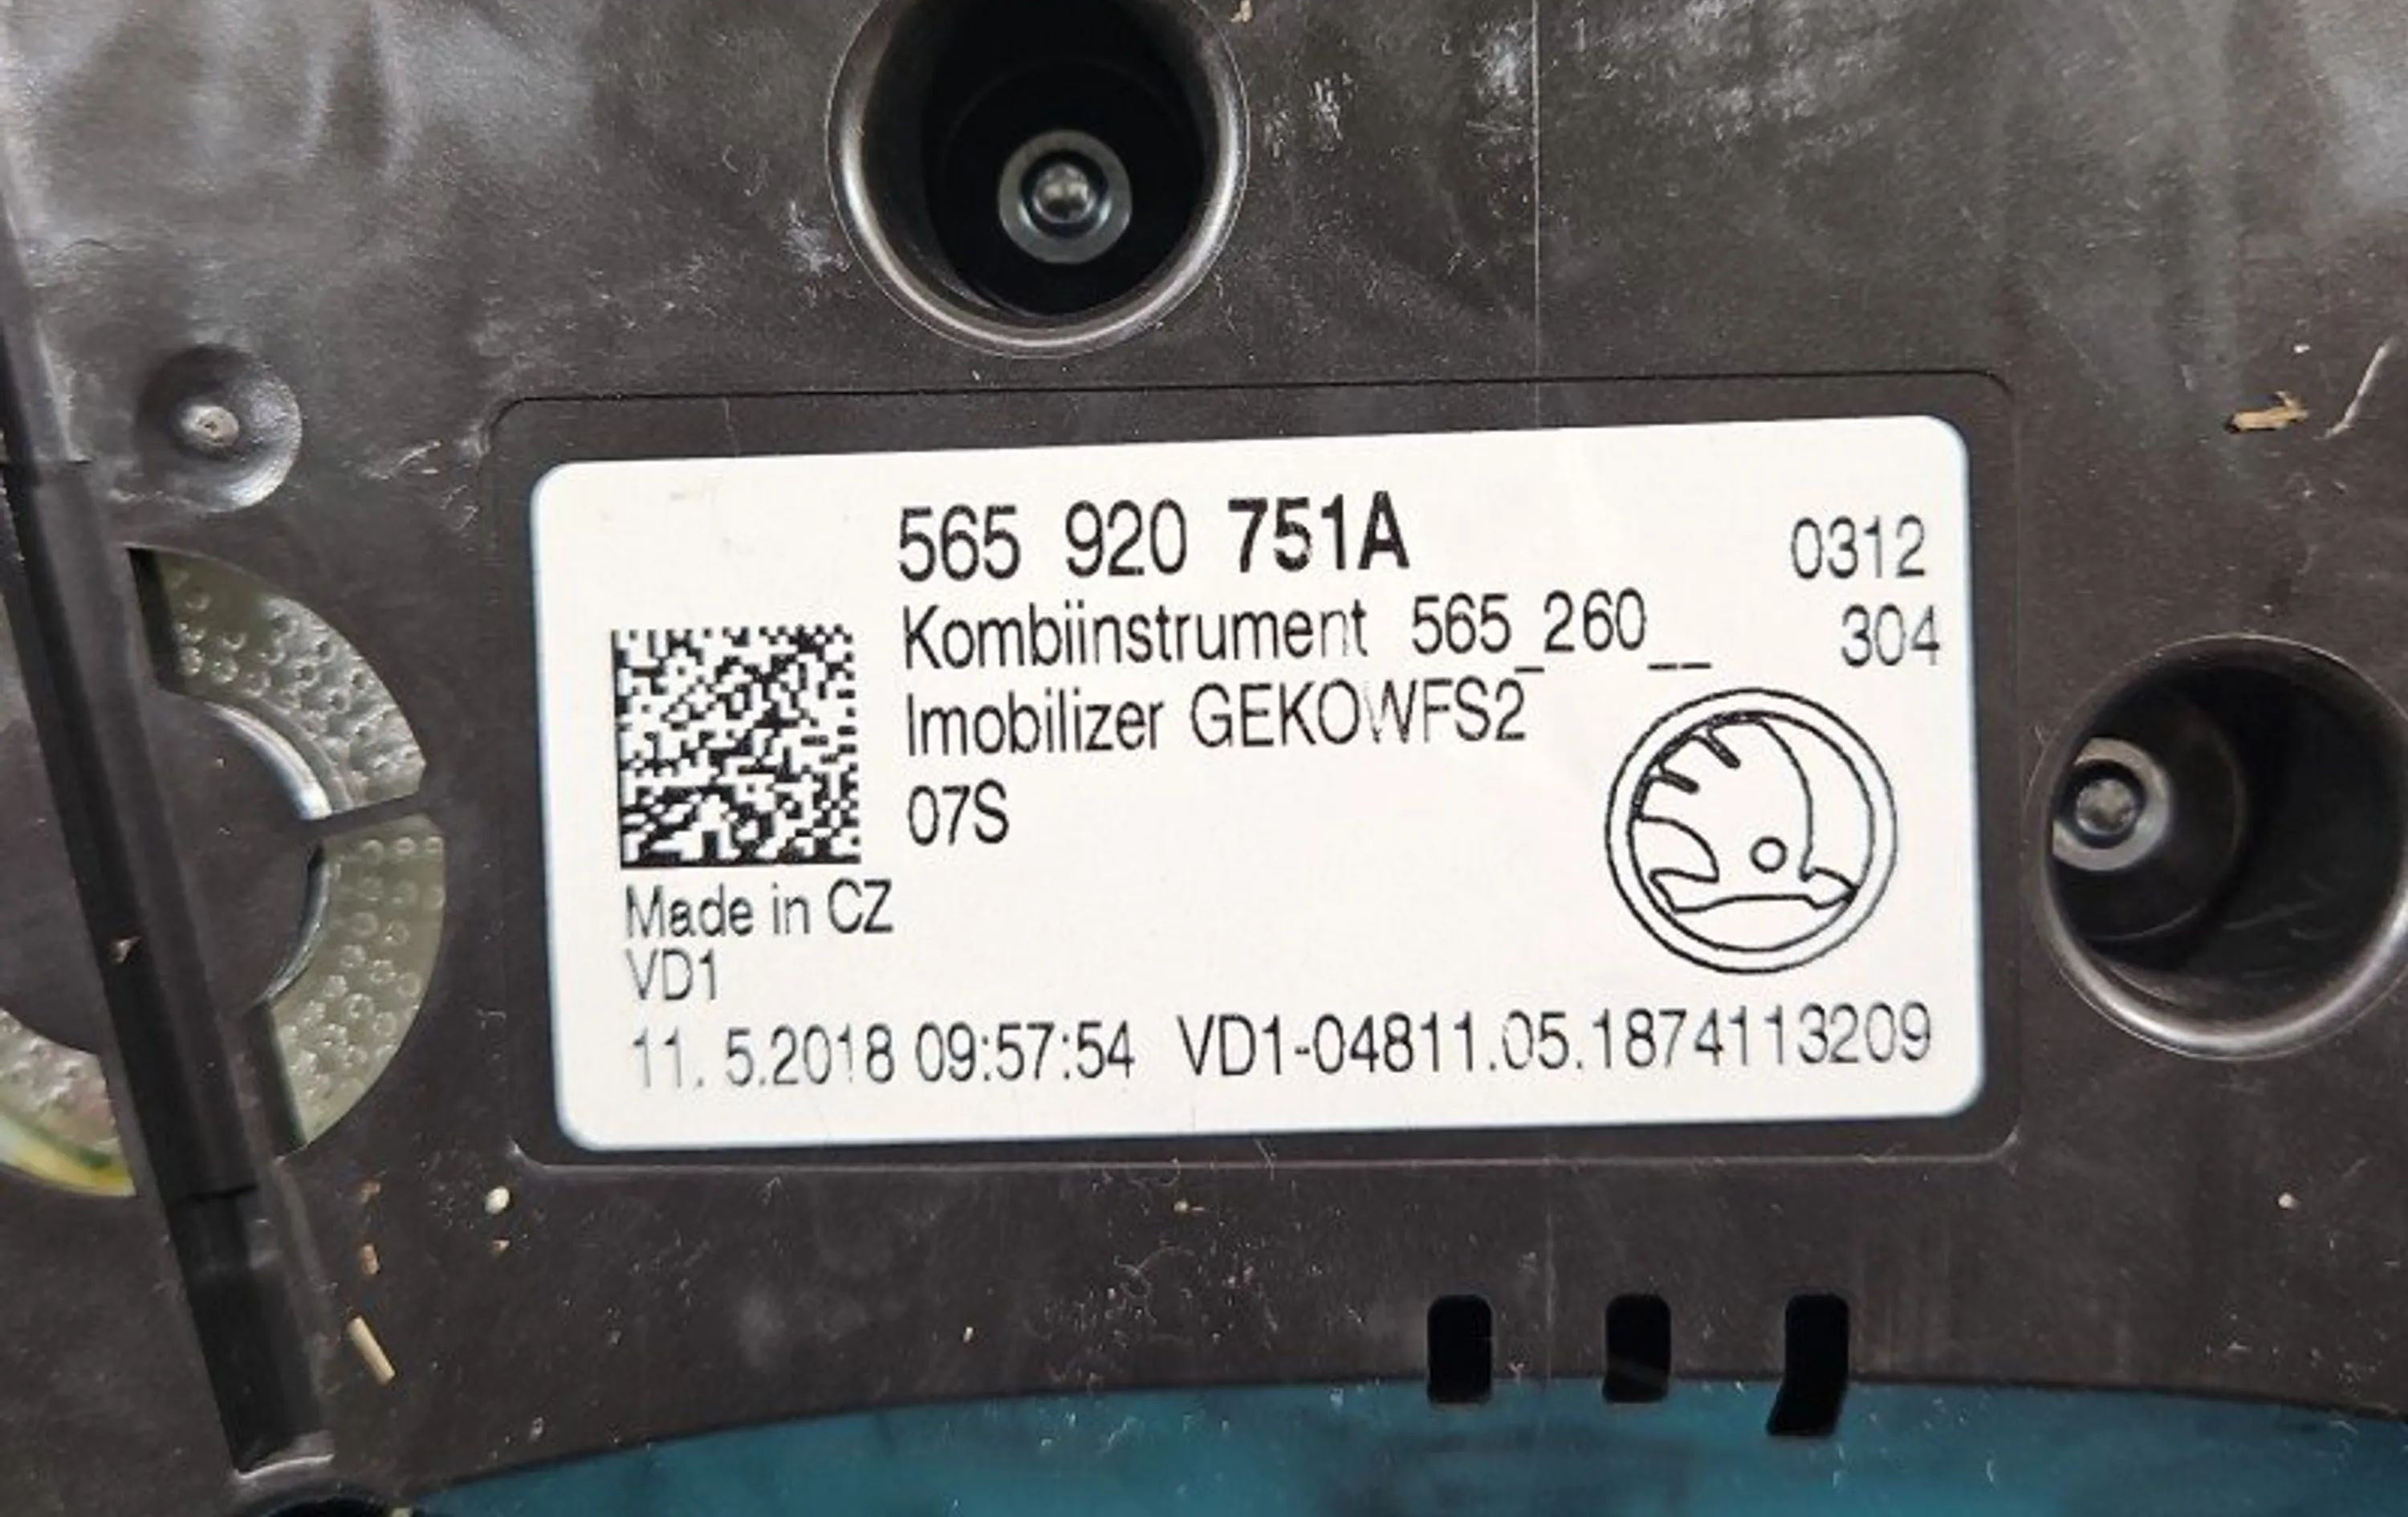 565 920 751A 0312
Kombiinstrument 565_260__ 304
Imobilizer GEKOWFS2
07S
Made in CZ
VD1
11. 5.2018 09:57:54 VD1-04811.05.1874113209